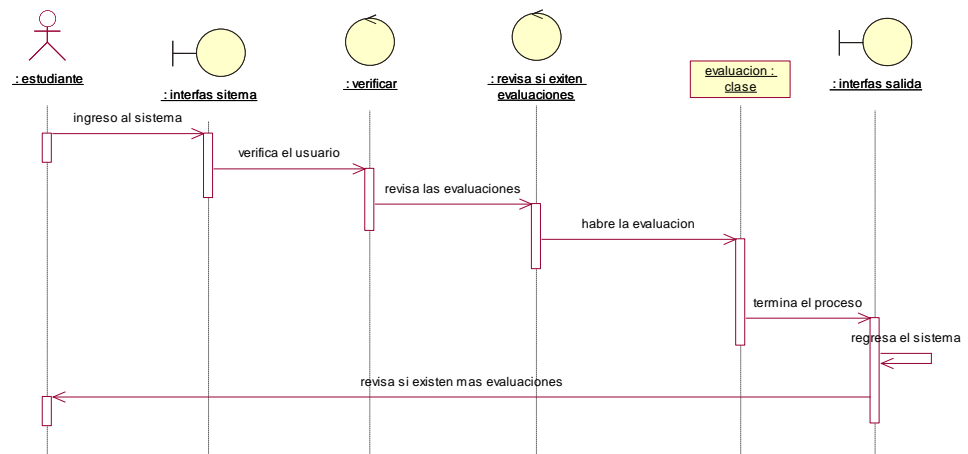 : estudiante
: interfas sitema
: verificar
: revisa si exiten
evaluaciones
evaluacion :
clase
: interfas salida
ingreso al sistema
verifica el usuario
revisa las evaluaciones
habre la evaluacion
termina el proceso
regresa el sistema
revisa si existen mas evaluaciones